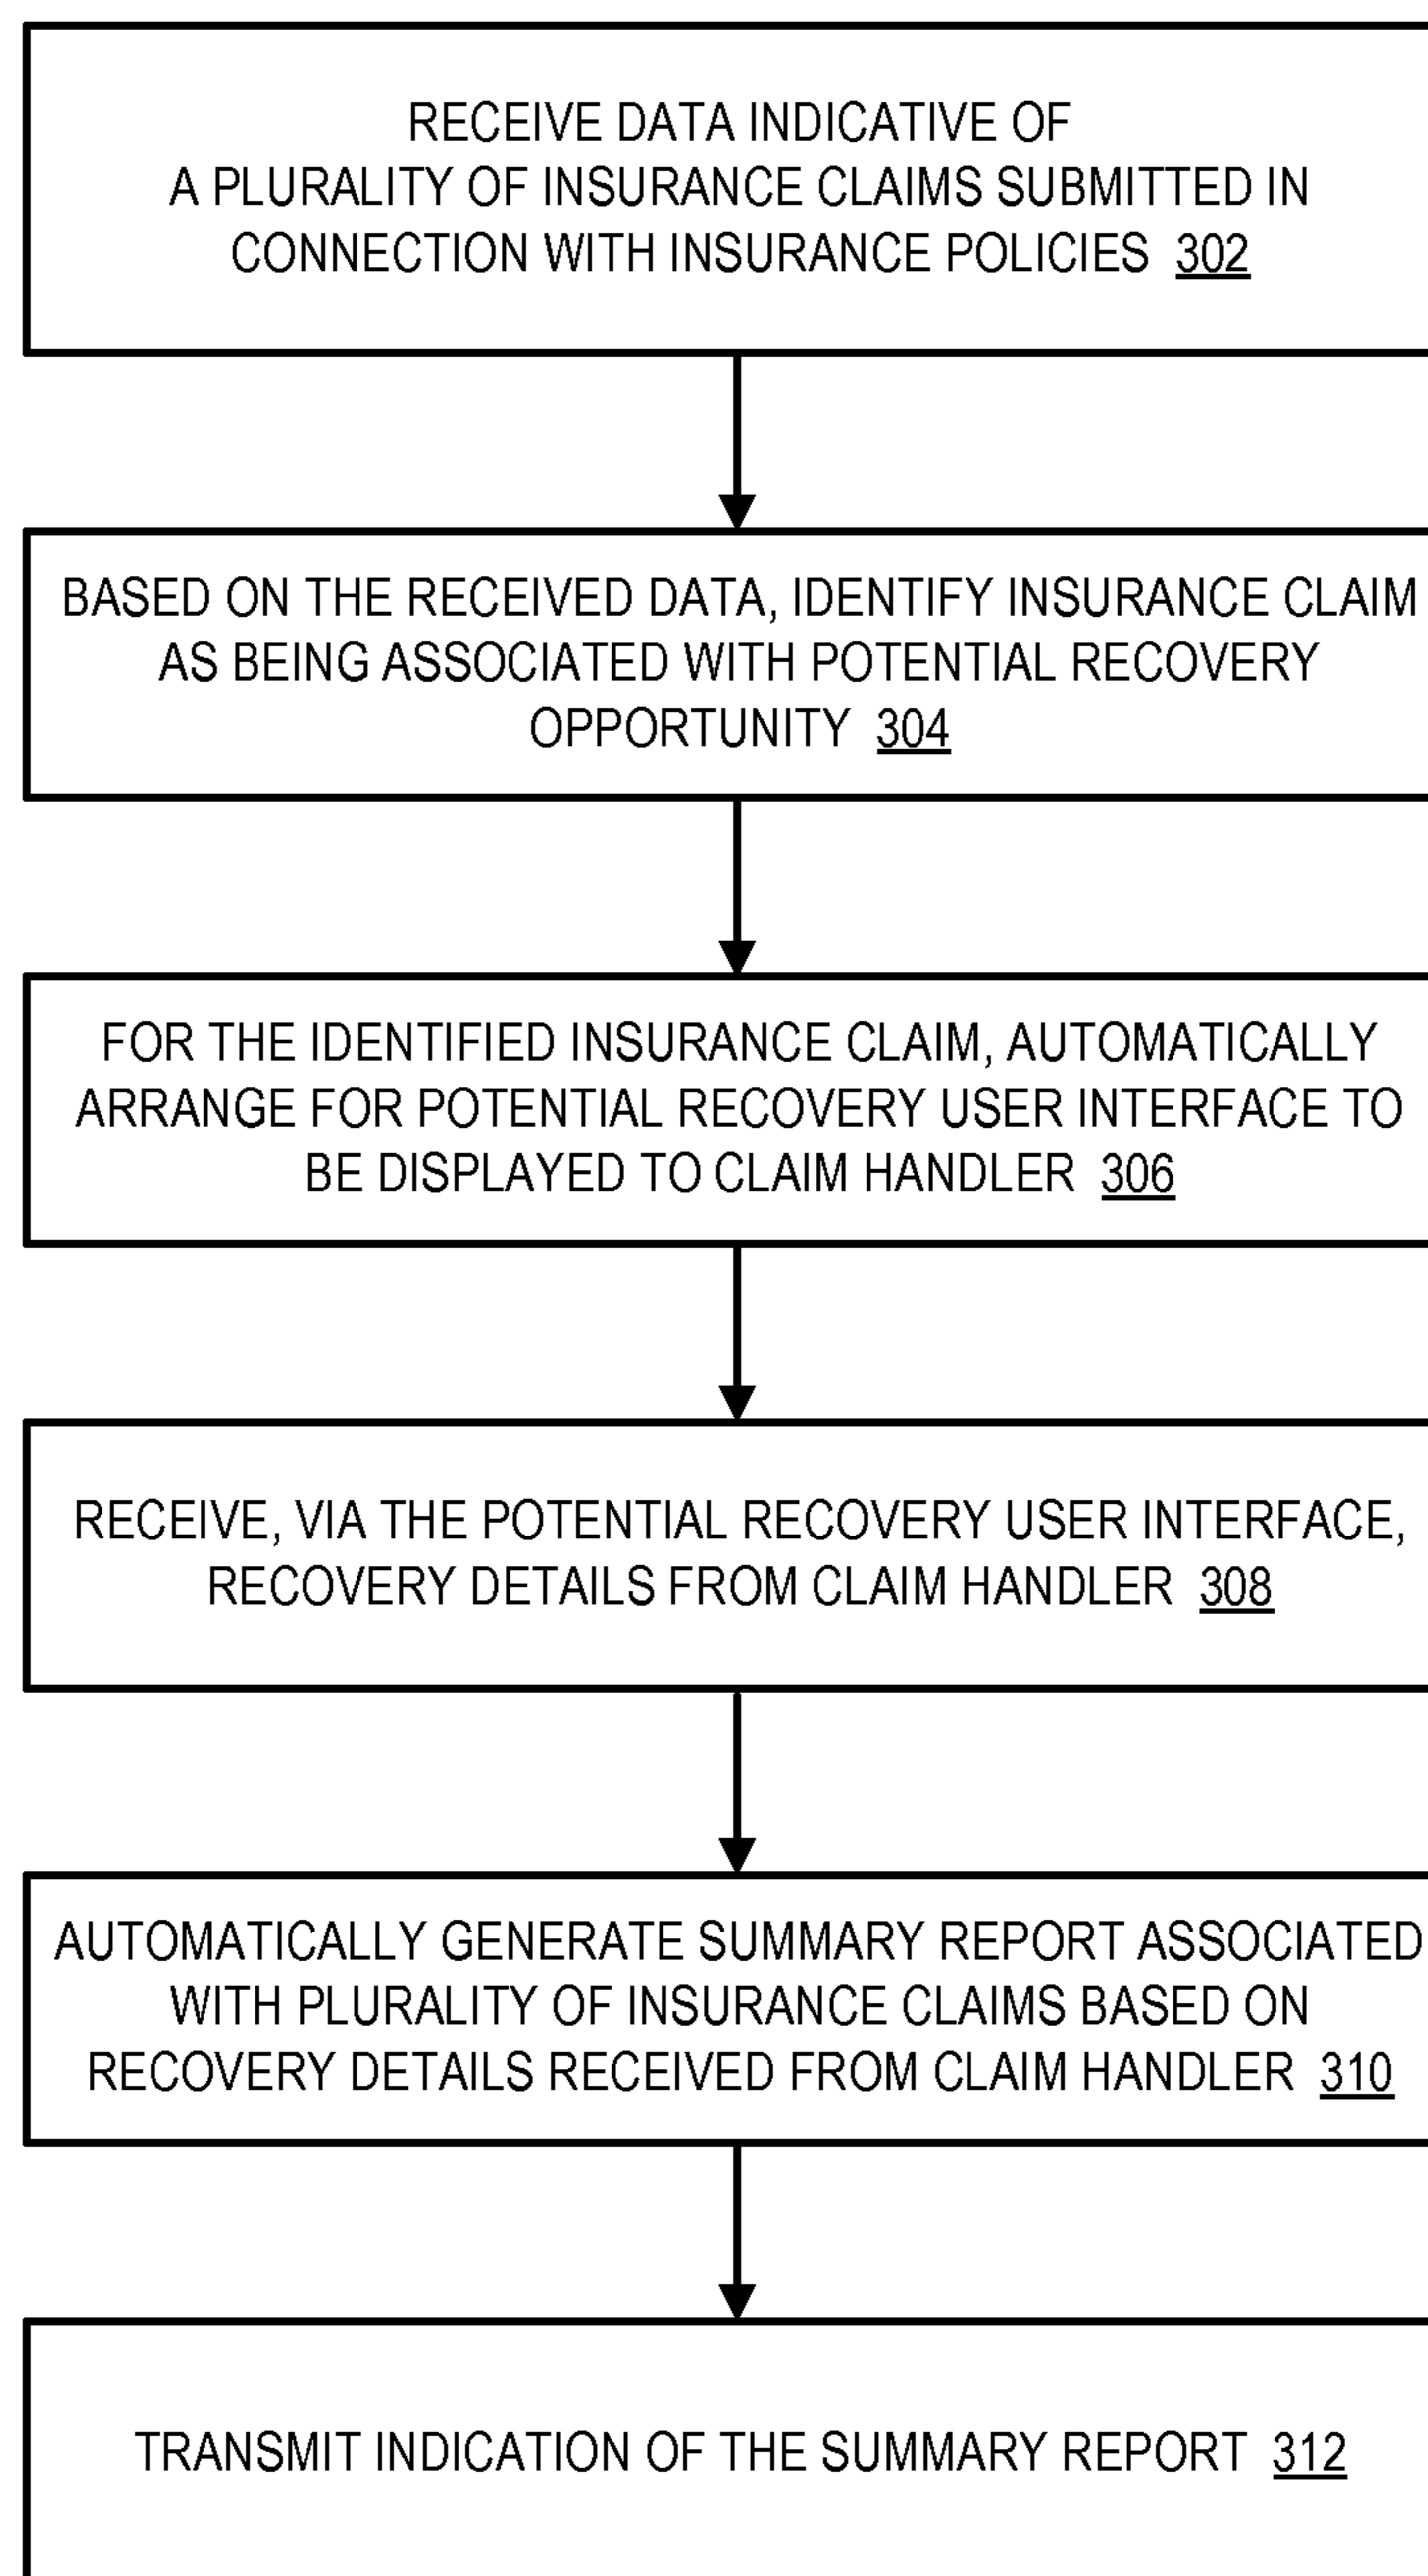 RECEIVE DATA INDICATIVE OF
A PLURALITY OF INSURANCE CLAIMS SUBMITTED IN
CONNECTION WITH INSURANCE POLICIES 302
BASED ON THE RECEIVED DATA, IDENTIFY INSURANCE CLAIM
AS BEING ASSOCIATED WITH POTENTIAL RECOVERY
OPPORTUNITY 304
FOR THE IDENTIFIED INSURANCE CLAIM, AUTOMATICALLY
ARRANGE FOR POTENTIAL RECOVERY USER INTERFACE TO
BE DISPLAYED TO CLAIM HANDLER 306
RECEIVE, VIA THE POTENTIAL RECOVERY USER INTERFACE,
RECOVERY DETAILS FROM CLAIM HANDLER 308
AUTOMATICALLY GENERATE SUMMARY REPORT ASSOCIATED
WITH PLURALITY OF INSURANCE CLAIMS BASED ON
RECOVERY DETAILS RECEIVED FROM CLAIM HANDLER 310
TRANSMIT INDICATION OF THE SUMMARY REPORT 312